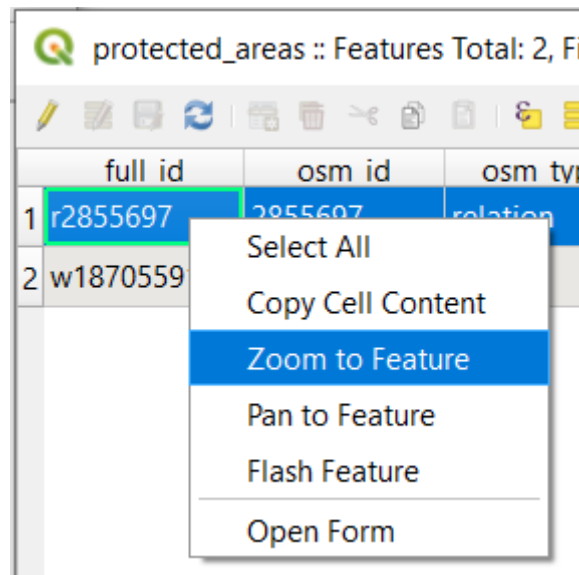 protected_areas :: Features Total: 2, Fi
full_id osm_id osm_typ
1 r2855697 2855697 relation
2 w18705591
Select All
Copy Cell Content
Zoom to Feature
Pan to Feature
Flash Feature
Open Form